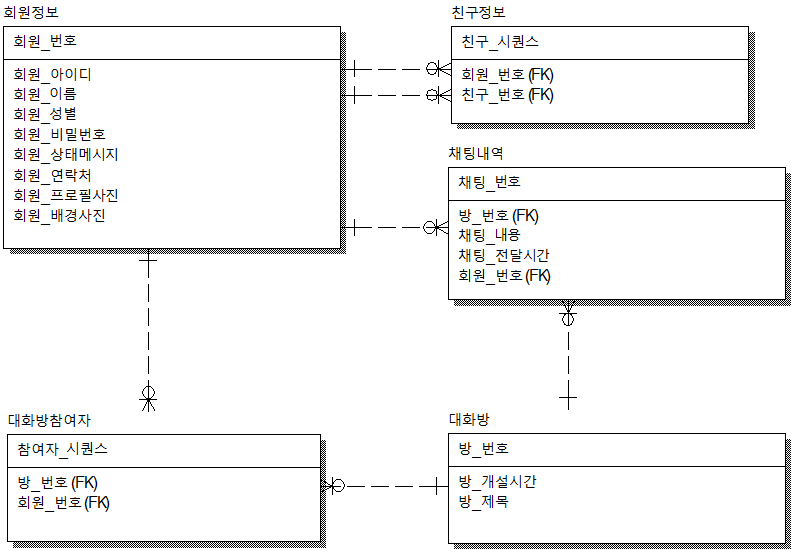 회원정보
회원_번호
회원_아이디
회원_이름
회원_성별
회원_비밀번호
회원_상태메시지
회원_연락처
회원_프로필사진
회원_배경사진
친구정보
친구_시퀀스
회원_번호 (FK)
친구_번호 (FK)
채팅내역
채팅_번호
방_번호 (FK)
채팅_내용
채팅_전달시간
회원_번호 (FK)
대화방참여자
참여자_시퀀스
방_번호 (FK)
회원_번호 (FK)
대화방
방_번호
방_개설시간
방_제목